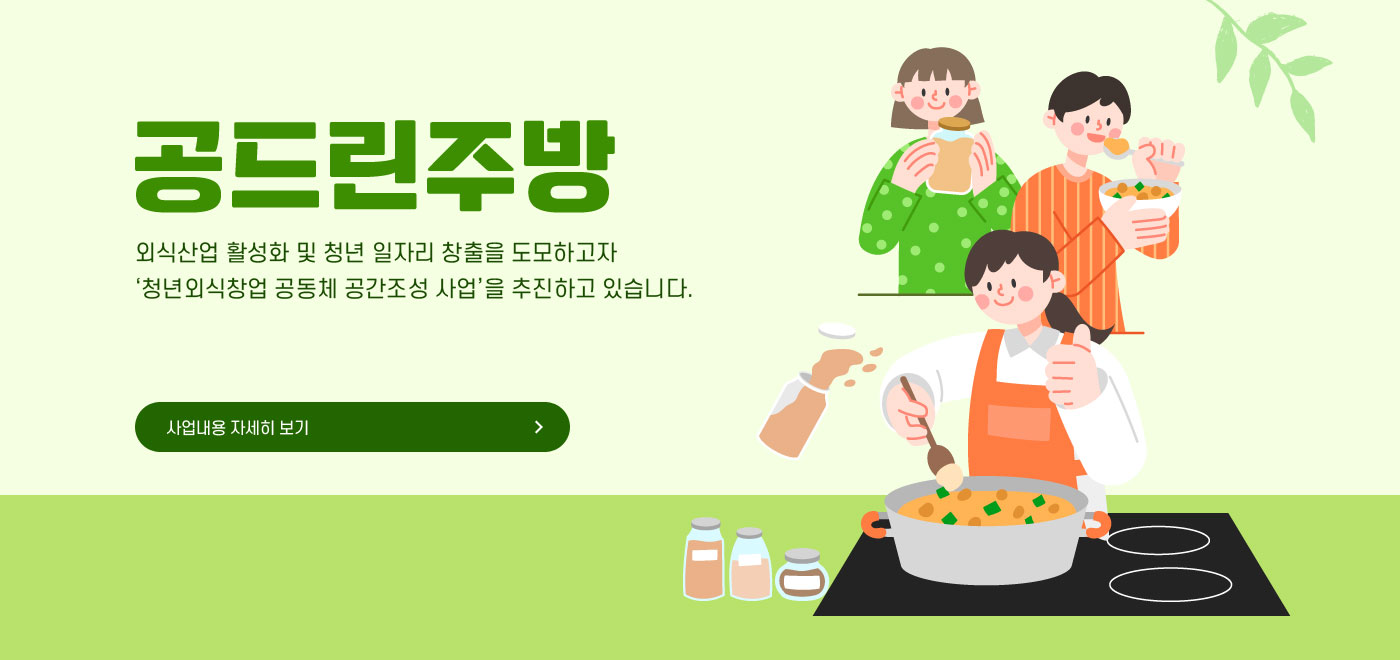 공드린주방
외식산업 활성화 및 청년 일자리 창출을 도모하고자
‘청년외식창업 공동체 공간조성 사업’을 추진하고 있습니다.
사업내용 자세히 보기